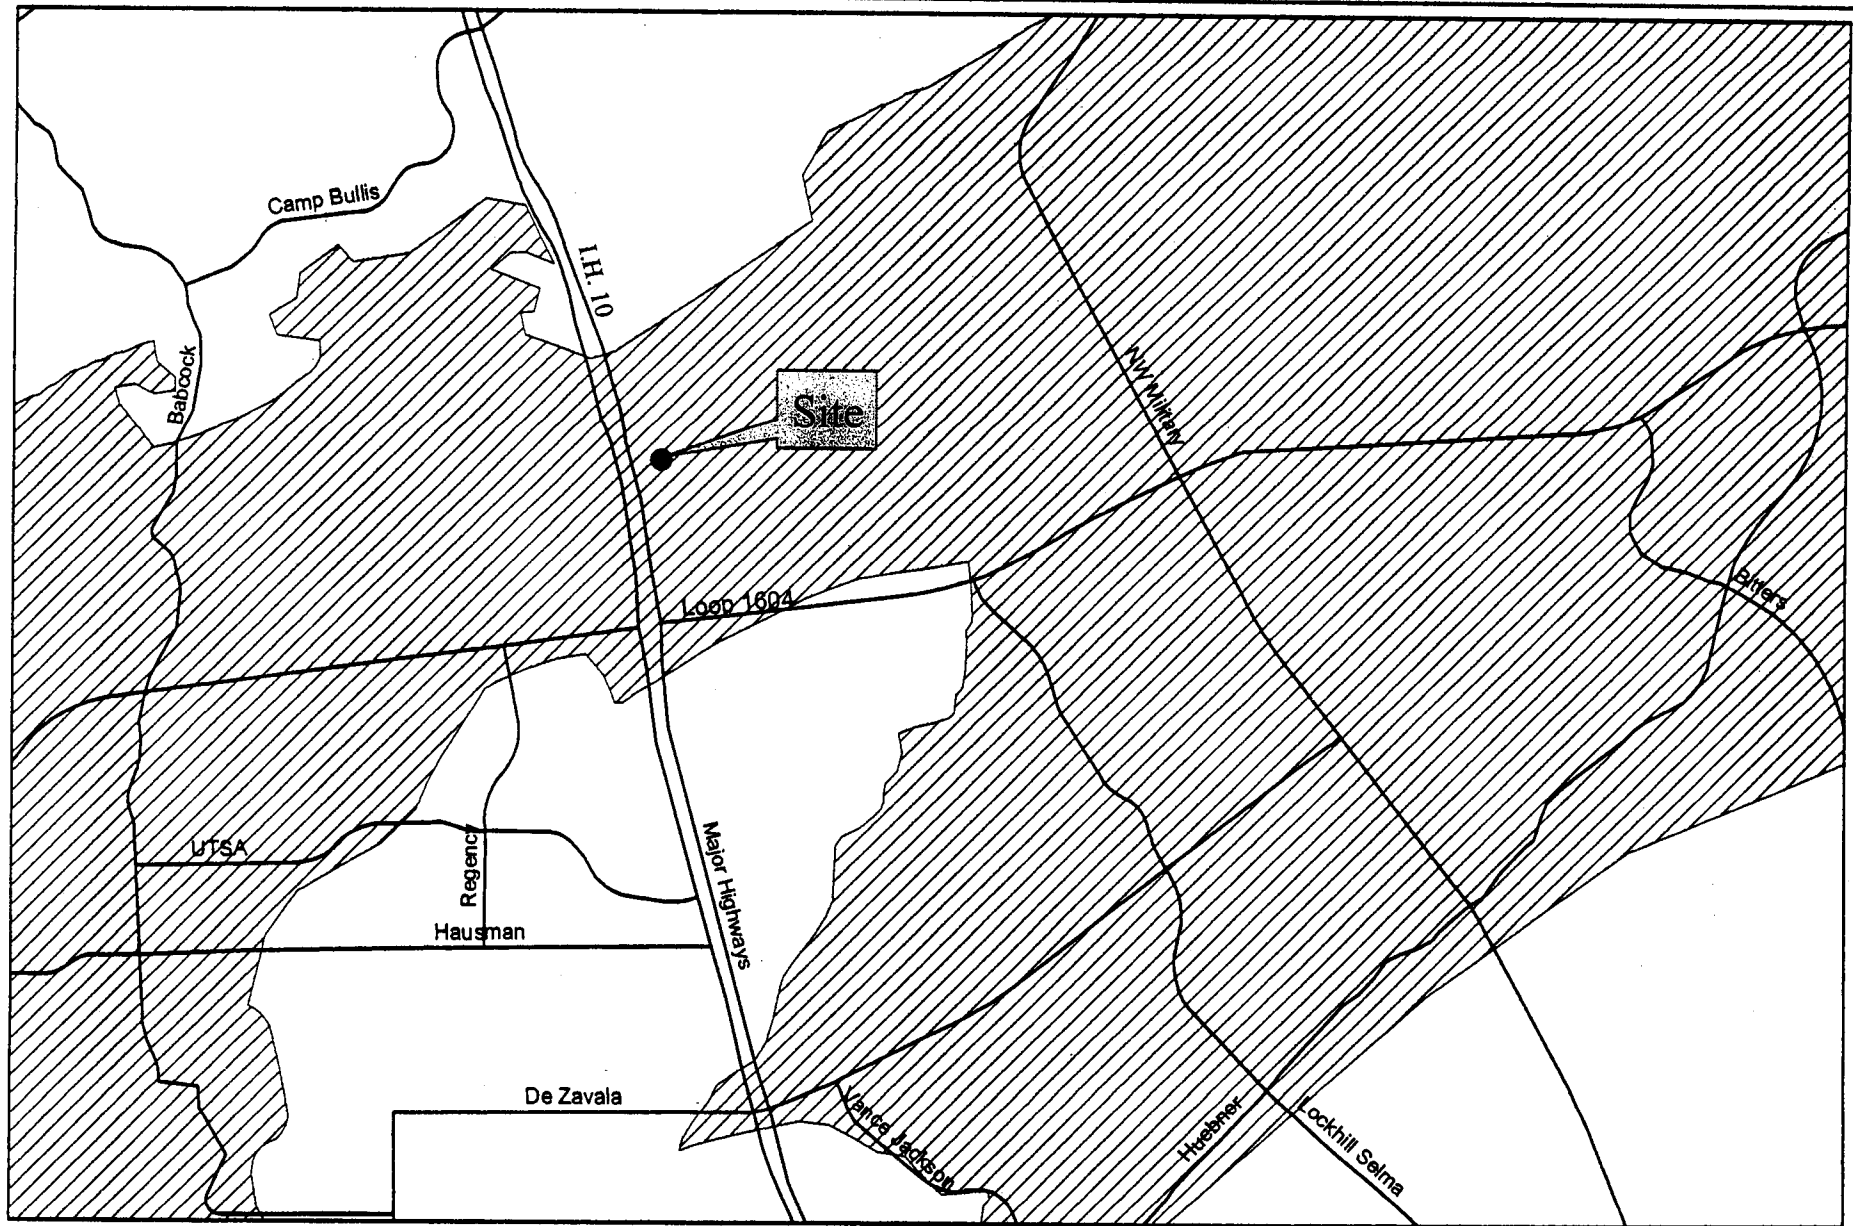 Camp Bullis
I.H. 10
Babcock
NW Military
Site
Bitters
Loop 1604
UTSA
Regency
Major Highways
Hausman
De Zavala
Vance Jackson
Huebner
Lockhill Selma